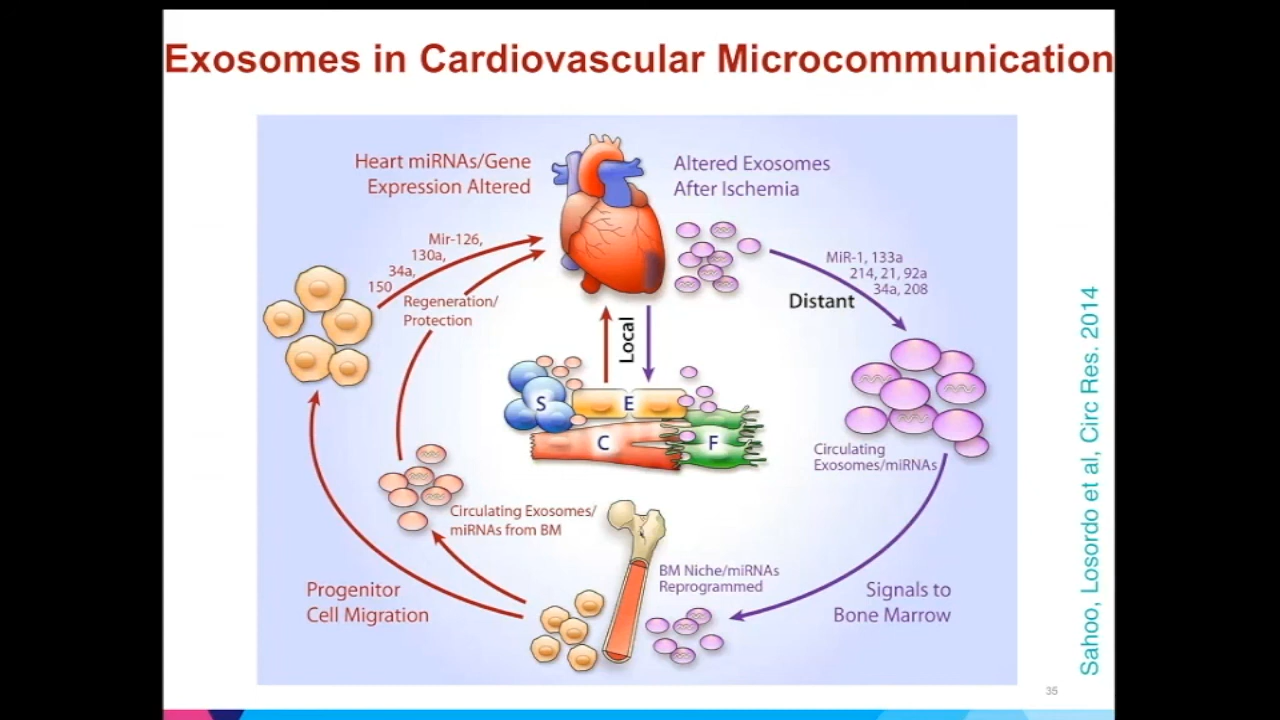 Exosomes in Cardiovascular Microcommunication
Heart miRNAs/Gene
Expression Altered
Altered Exosomes
After Ischemia
Mir-126,
130a,
34a,
150
Regeneration/
Protection
MiR-1, 133a
214, 21, 92a
34a, 208
Distant
Local
S
E
C
F
Circulating
Exosomes/miRNAs
Circulating Exosomes/
miRNAs from BM
BM Niche/miRNAs
Reprogrammed
Progenitor
Cell Migration
Signals to
Bone Marrow
Sahoo, Losordo et al, Circ Res. 2014
35